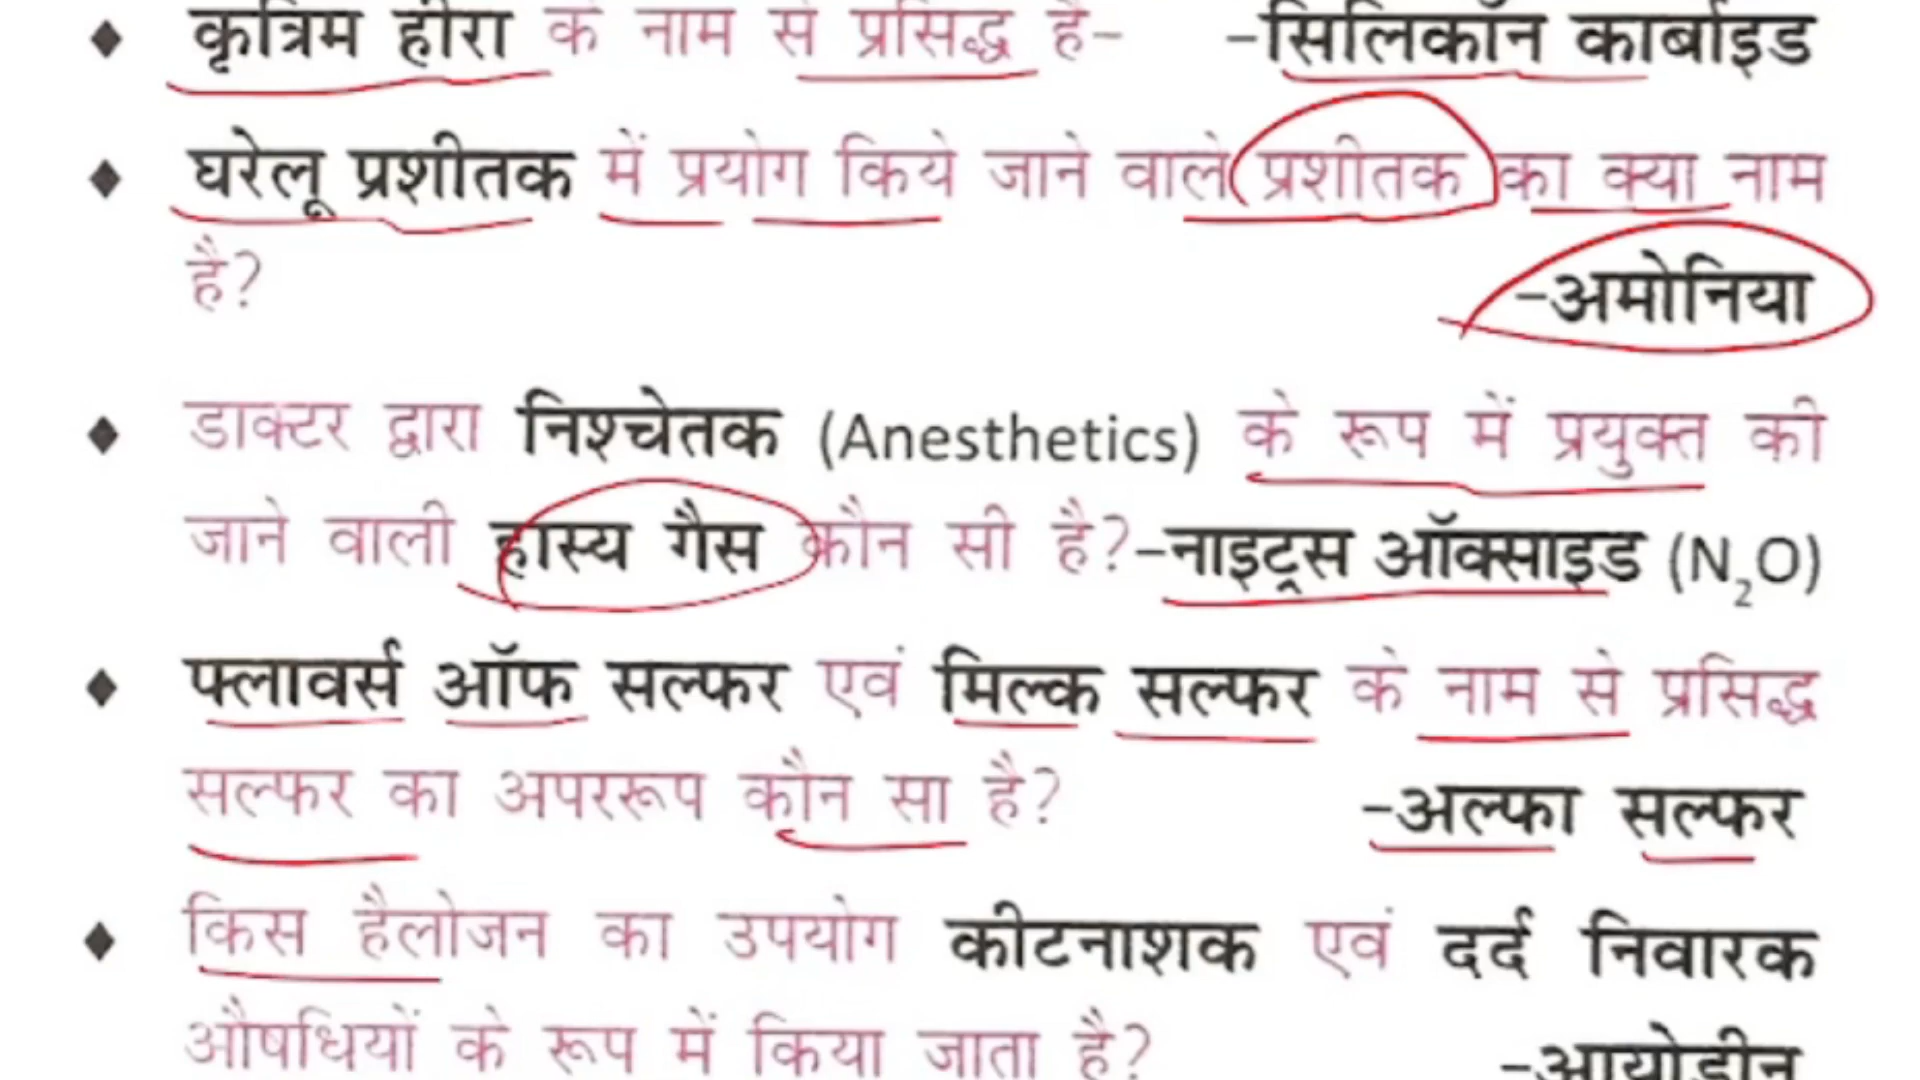 ♦ कृत्रिम हीरा के नाम से प्रसिद्ध है- -सिलिकॉन कार्बाइड
♦ घरेलू प्रशीतक में प्रयोग किये जाने वाले प्रशीतक का क्या नाम
है? -अमोनिया
♦ डाक्टर द्वारा निश्चेतक (Anesthetics) के रूप में प्रयुक्त की
जाने वाली हास्य गैस कौन सी है?-नाइट्रस ऑक्साइड (N₂O)
♦ फ्लावर्स ऑफ सल्फर एवं मिल्क सल्फर के नाम से प्रसिद्ध
सल्फर का अपररूप कौन सा है? -अल्फा सल्फर
♦ किस हैलोजन का उपयोग कीटनाशक एवं दर्द निवारक
औषधियों के रूप में किया जाता है? -आयोडीन